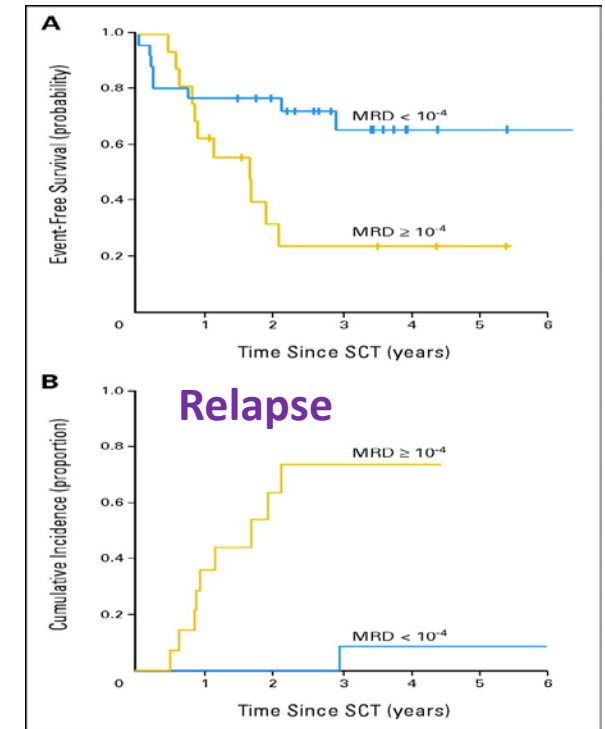 A
Event-Free Survival (probability)
1.0
0.8
0.6
0.4
0.2
0
MRD < 10⁻⁴
MRD ≥ 10⁻⁴
1 2 3 4 5 6
Time Since SCT (years)
B
Relapse
Cumulative Incidence (proportion)
1.0
0.8
0.6
0.4
0.2
0
MRD ≥ 10⁻⁴
MRD < 10⁻⁴
1 2 3 4 5 6
Time Since SCT (years)